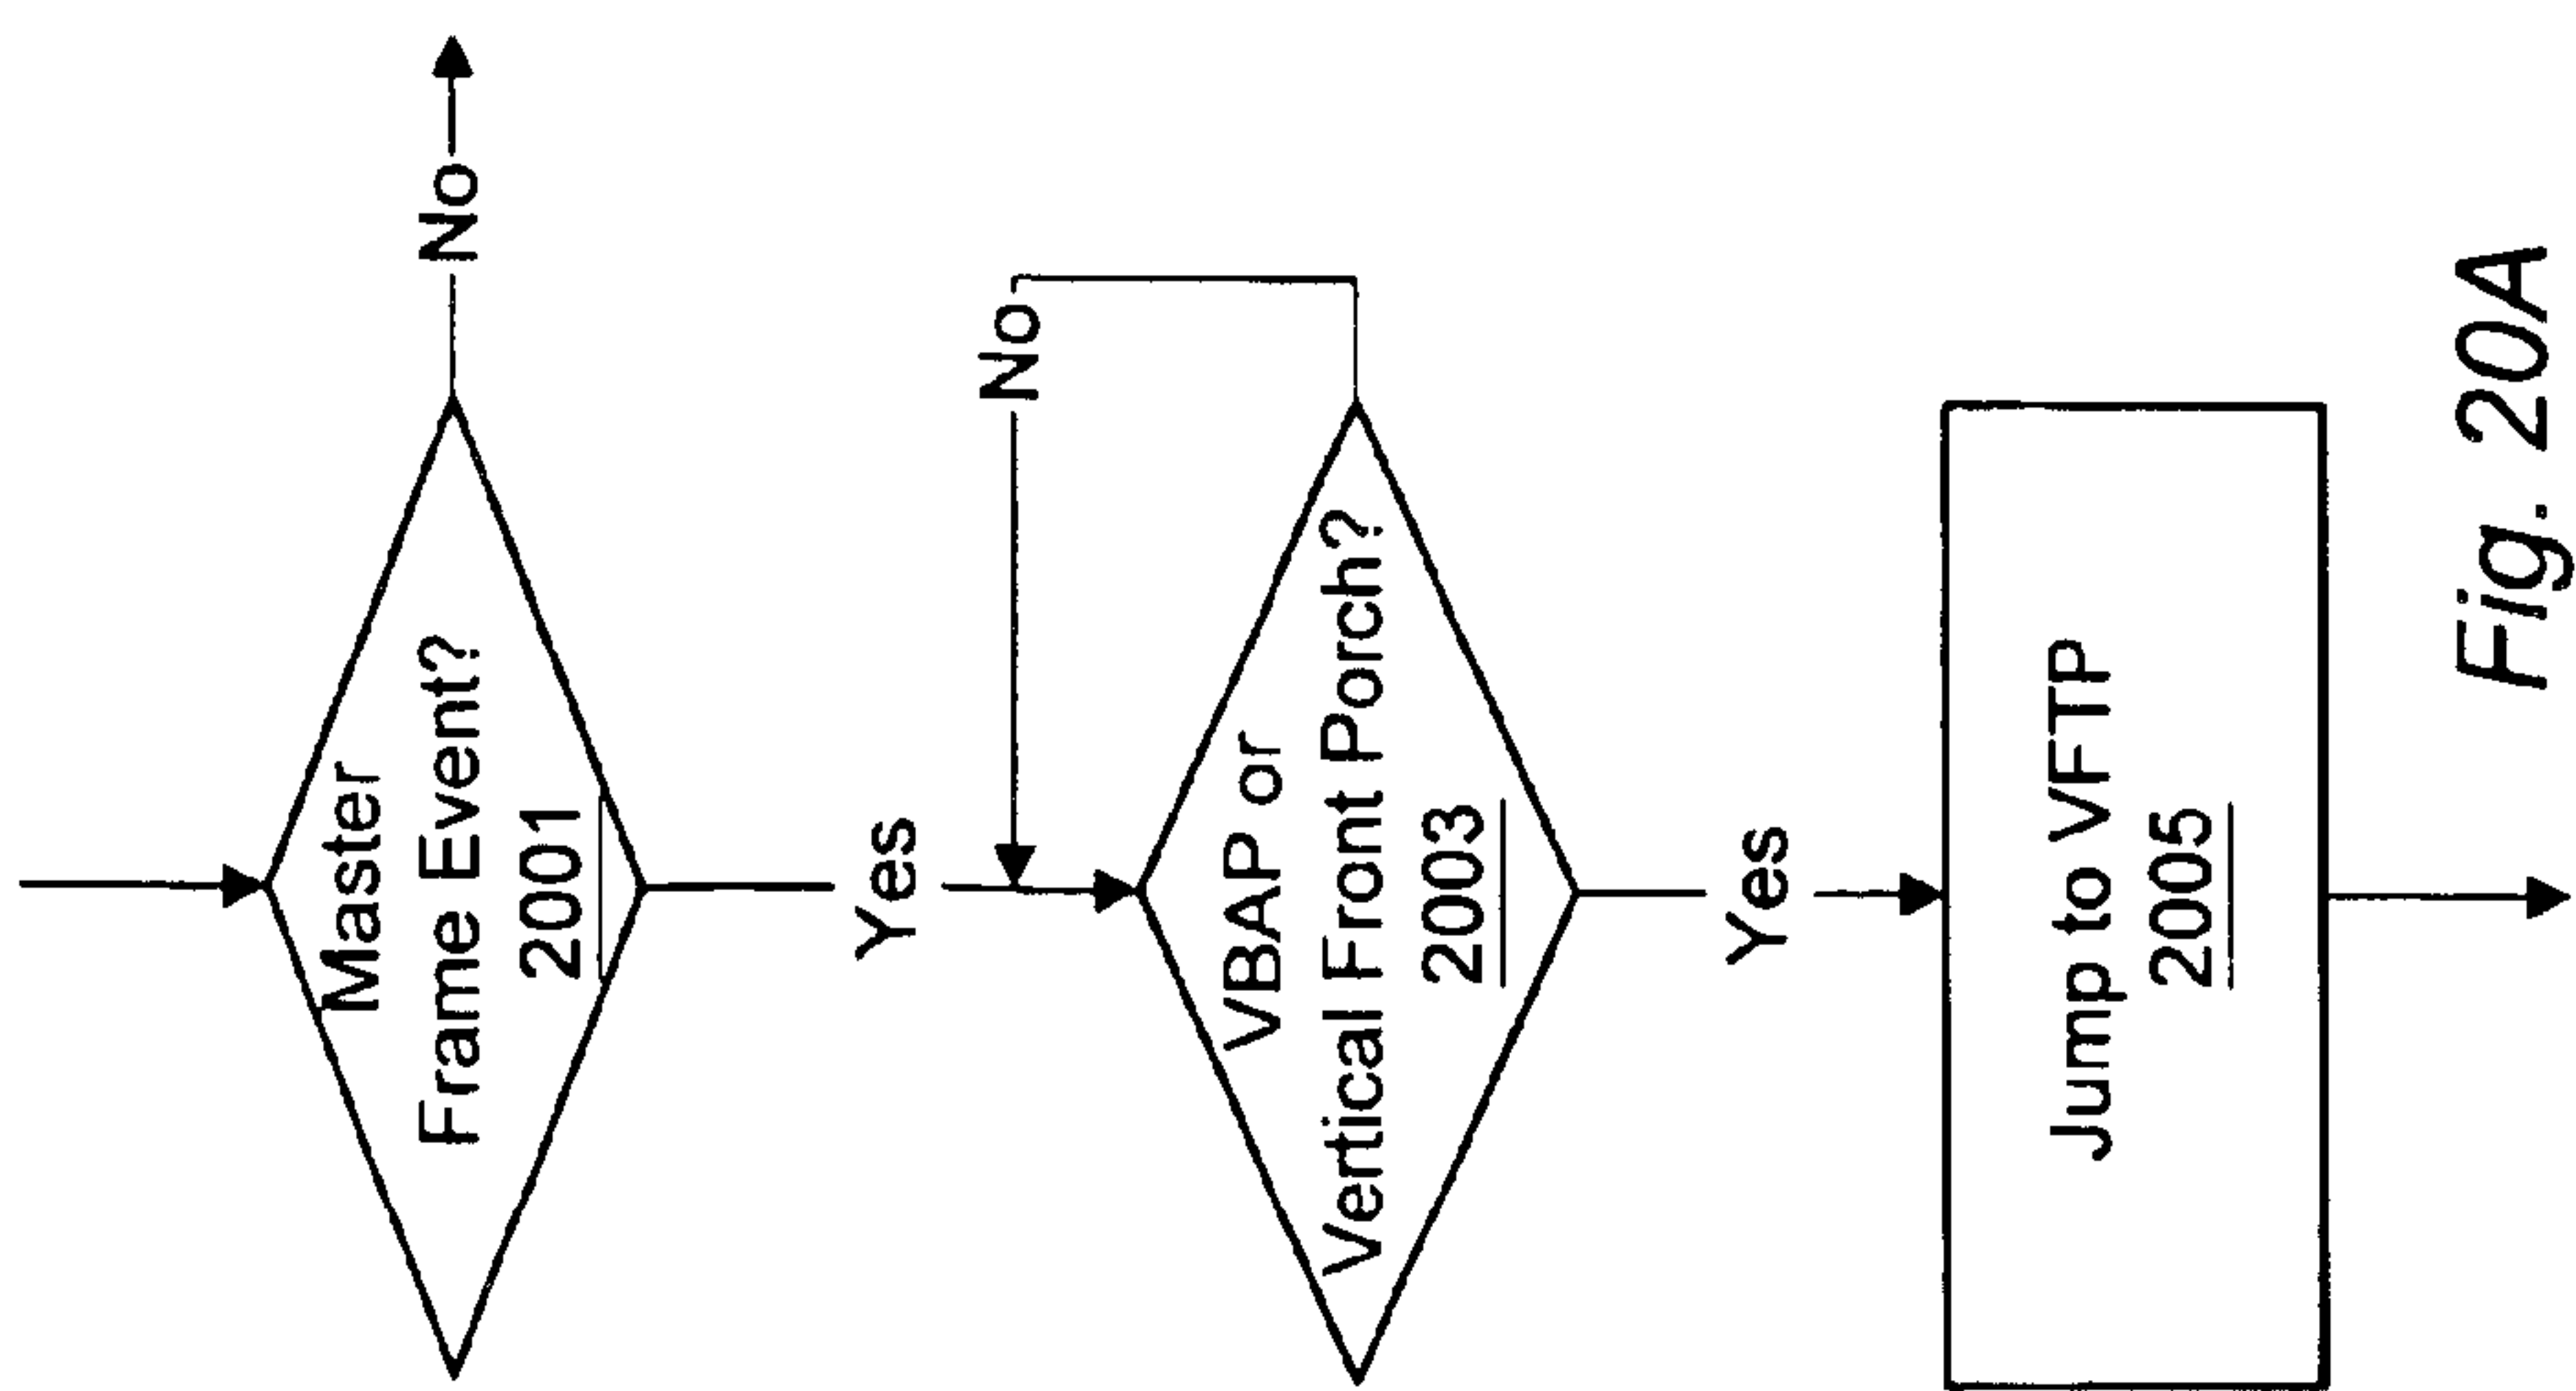 Master
Frame Event?
2001
No
Yes
No
VBAP or
Vertical Front Porch?
2003
Yes
Jump to VFTP
2005
Fig. 20A